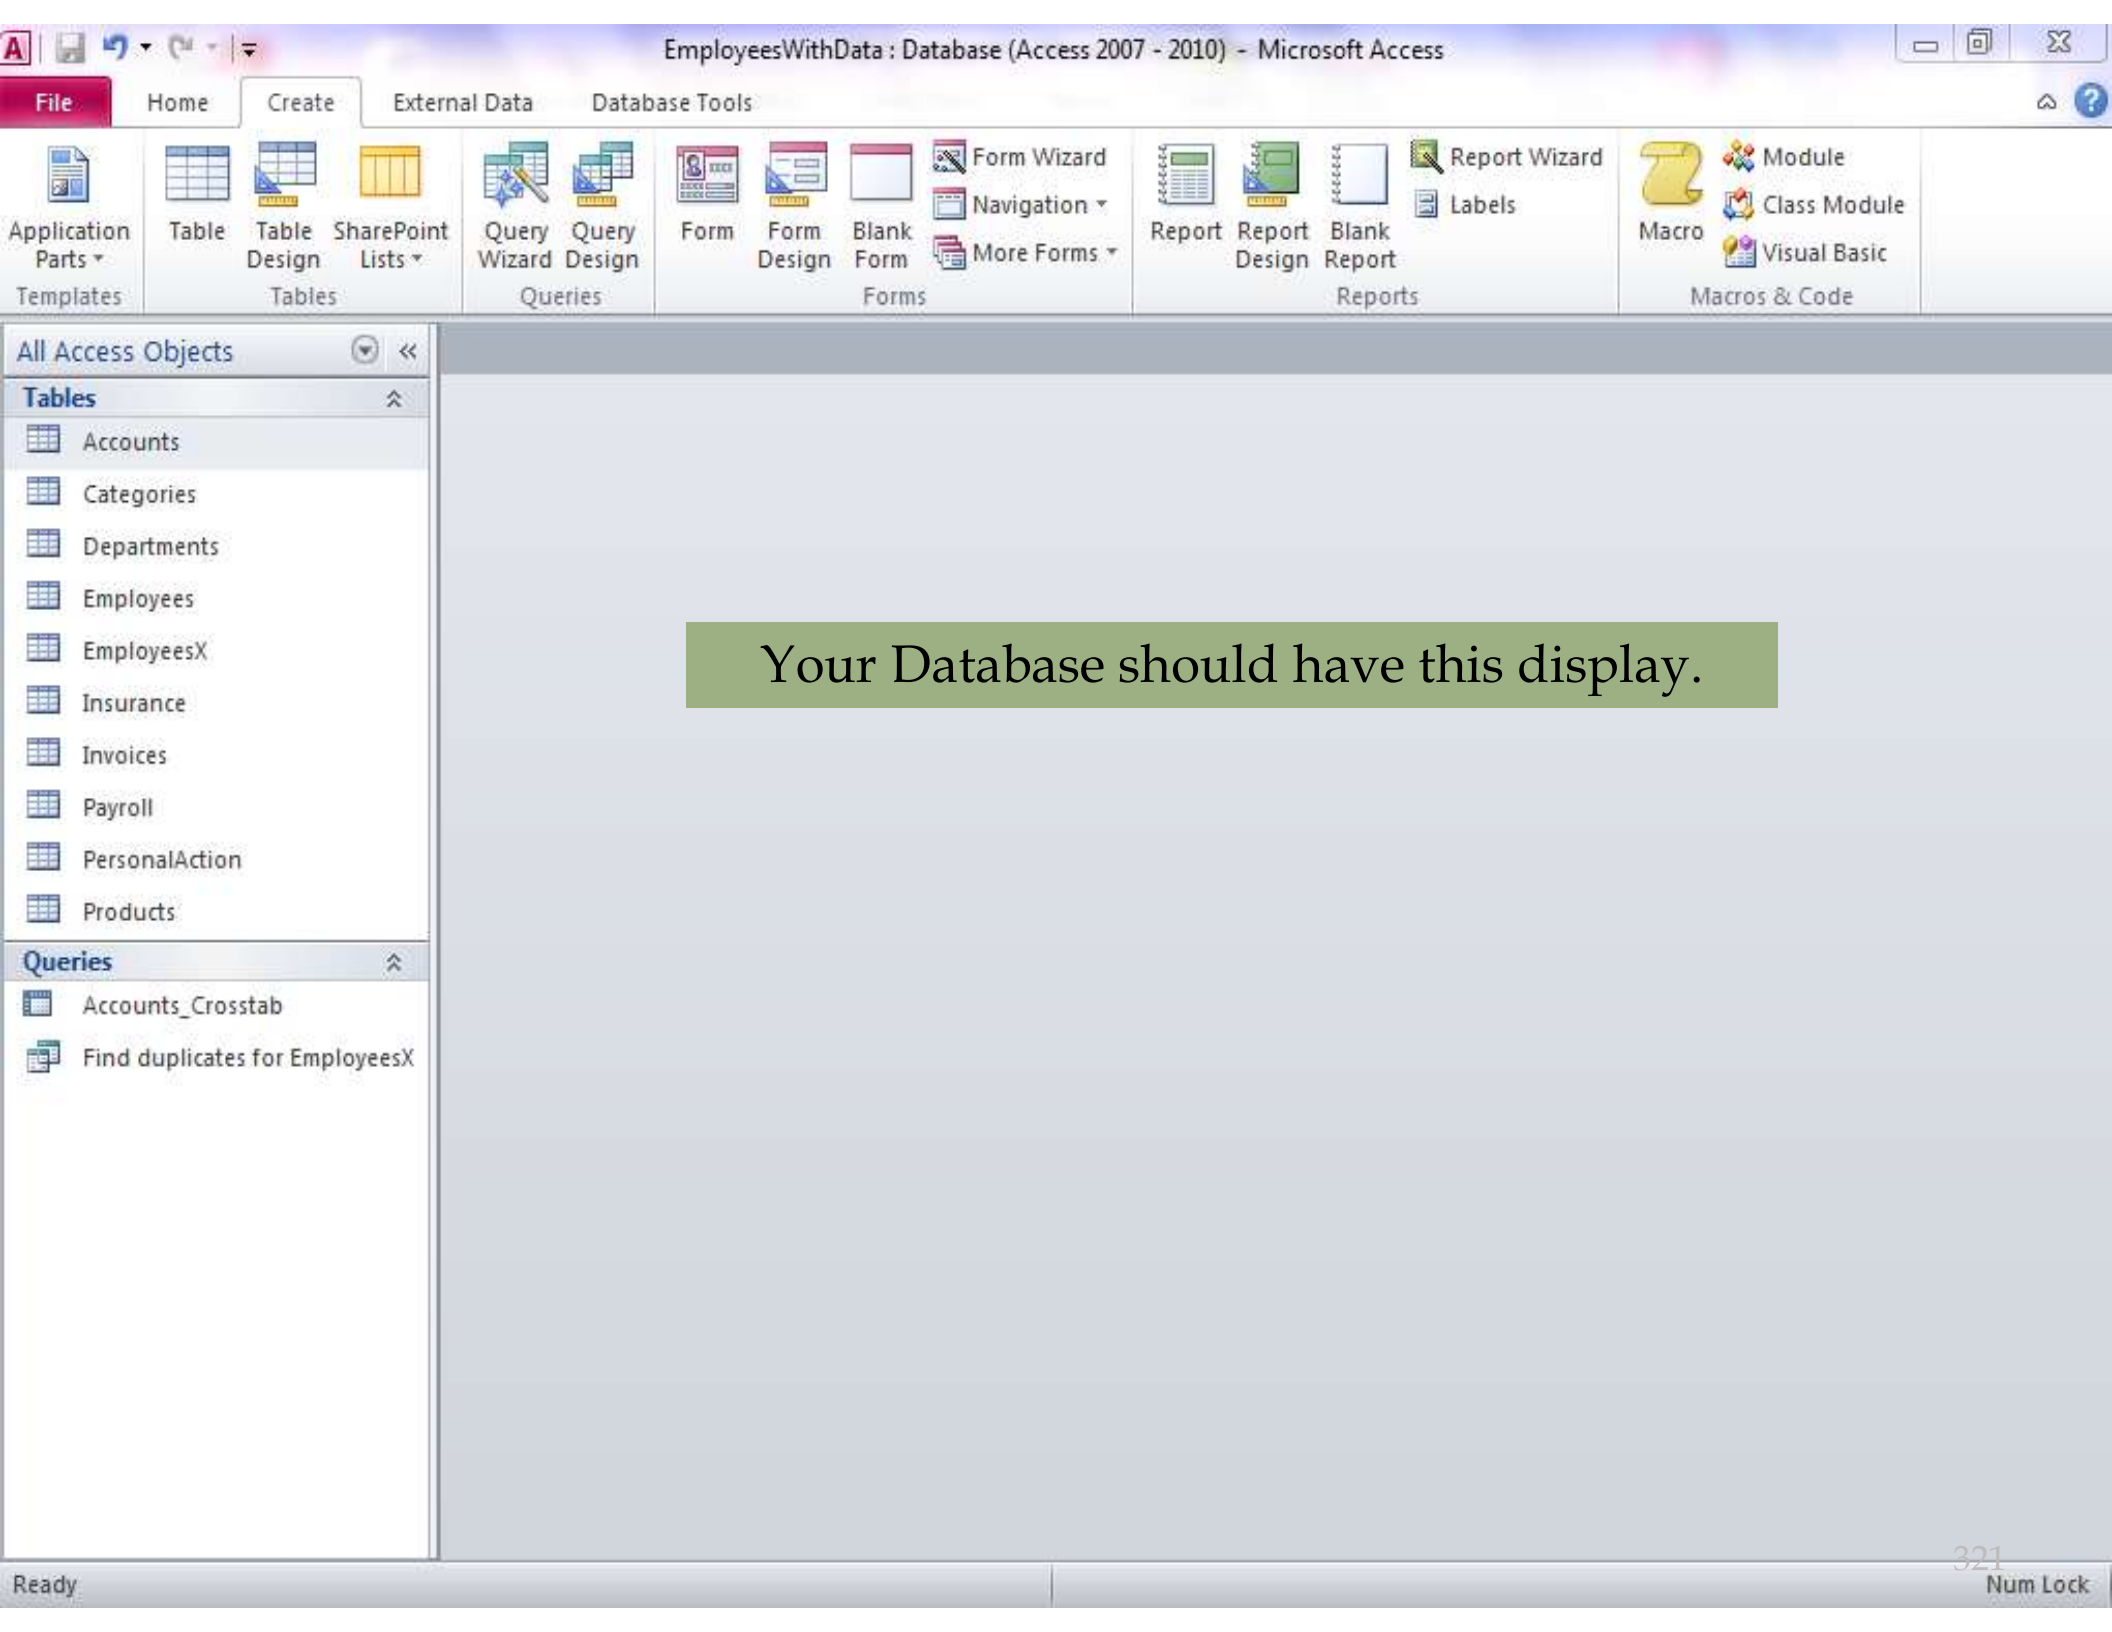 EmployeesWithData : Database (Access 2007 - 2010) - Microsoft Access
File Home Create External Data Database Tools
Application Parts
Table
Table Design
SharePoint Lists
Query Wizard
Query Design
Form
Form Design
Blank Form
Form Wizard
Navigation
More Forms
Report
Report Design
Blank Report
Report Wizard
Labels
Macro
Module
Class Module
Visual Basic
Templates Tables Queries Forms Reports Macros & Code
All Access Objects
Tables
Accounts
Categories
Departments
Employees
EmployeesX
Insurance
Invoices
Payroll
PersonalAction
Products
Queries
Accounts_Crosstab
Find duplicates for EmployeesX
Your Database should have this display.
321
Ready Num Lock